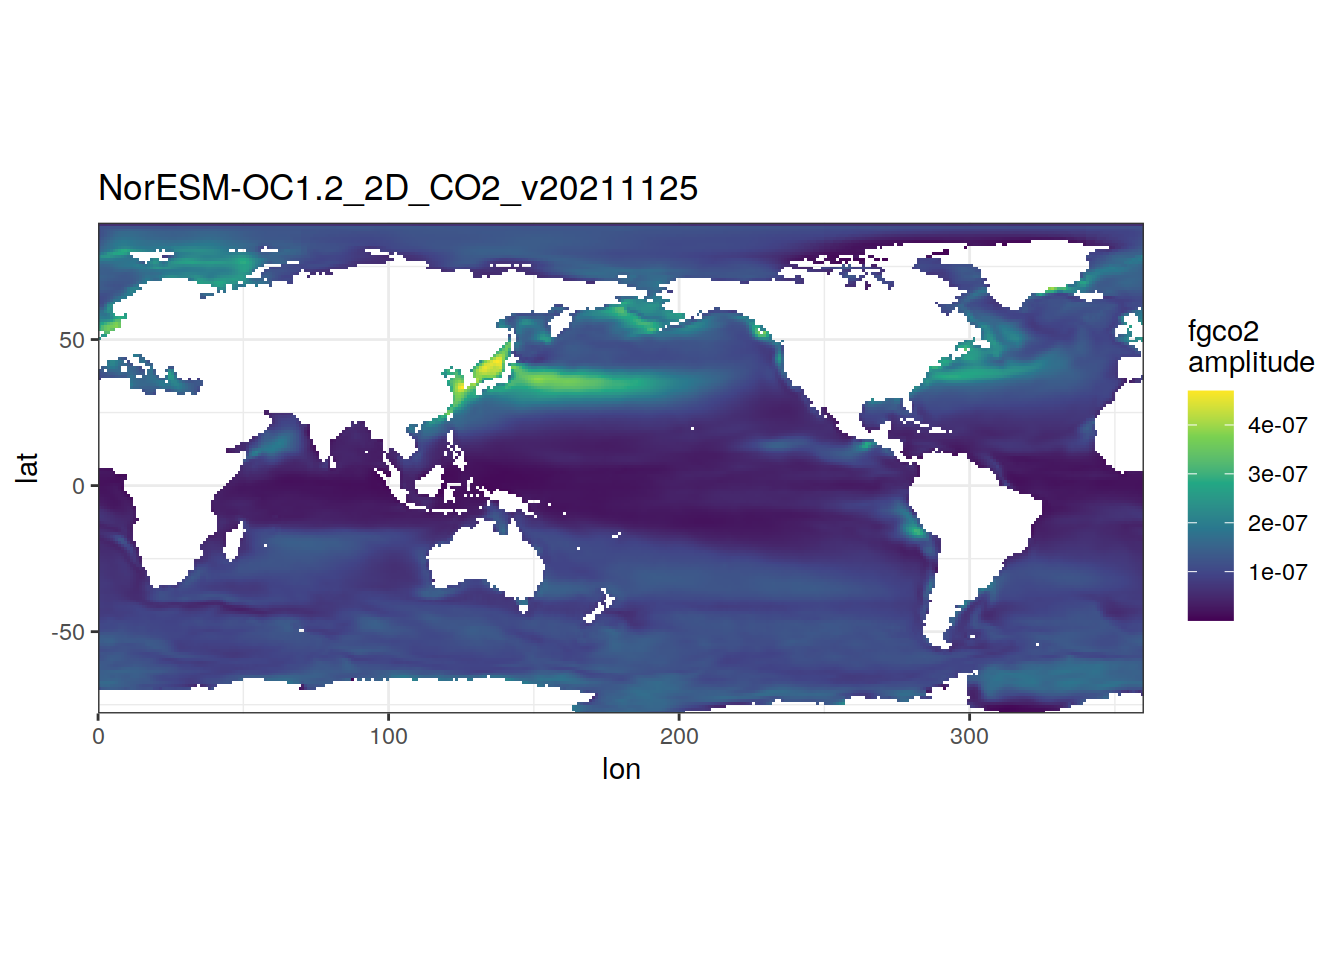 NorESM-OC1.2_2D_CO2_v20211125
lat
50
0
-50
0
100
200
300
lon
fgco2
amplitude
4e-07
3e-07
2e-07
1e-07